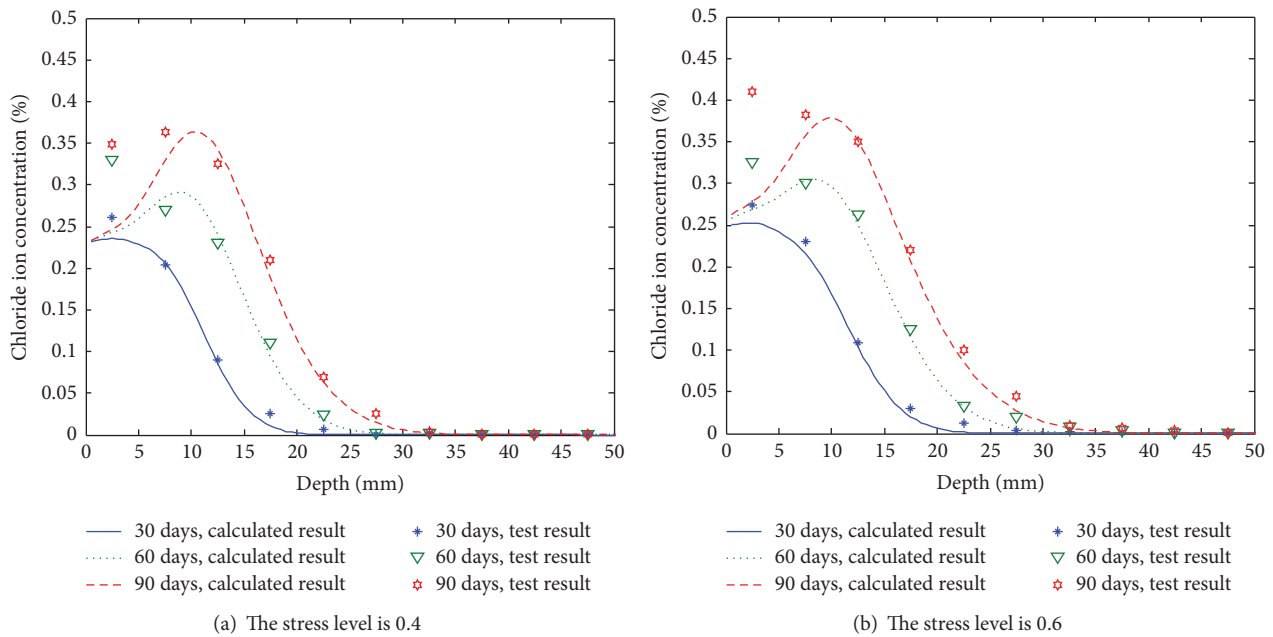 0.5
0.45
0.4
0.35
0.3
0.25
0.2
0.15
0.1
0.05
0
Chloride ion concentration (%)
0 5 10 15 20 25 30 35 40 45 50
Depth (mm)
30 days, calculated result 30 days, test result
60 days, calculated result 60 days, test result
90 days, calculated result 90 days, test result
(a) The stress level is 0.4
0.5
0.45
0.4
0.35
0.3
0.25
0.2
0.15
0.1
0.05
0
Chloride ion concentration (%)
0 5 10 15 20 25 30 35 40 45 50
Depth (mm)
30 days, calculated result 30 days, test result
60 days, calculated result 60 days, test result
90 days, calculated result 90 days, test result
(b) The stress level is 0.6